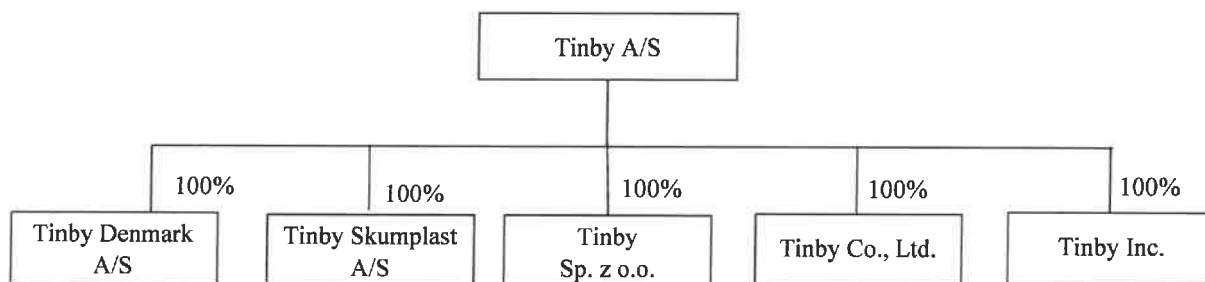 Tinby A/S
100%
100%
100%
100%
100%
Tinby Denmark
A/S
Tinby Skumplast
A/S
Tinby
Sp. z o.o.
Tinby Co., Ltd.
Tinby Inc.